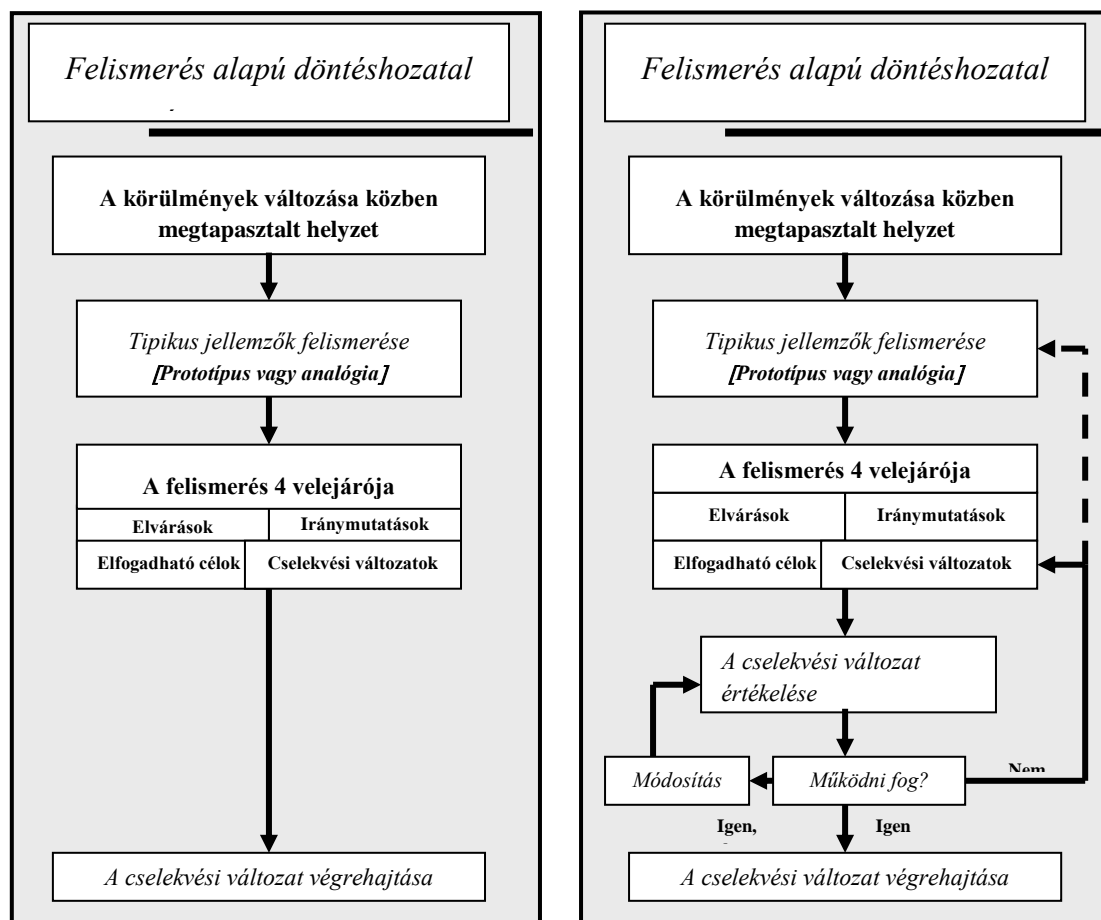 Felismerés alapú döntéshozatal
A körülmények változása közben
megtapasztalt helyzet
Tipikus jellemzők felismerése
[Prototípus vagy analógia]
A felismerés 4 velejárója
Elvárások
Iránymutatások
Elfogadható célok
Cselekvési változatok
A cselekvési változat végrehajtása
Felismerés alapú döntéshozatal
A körülmények változása közben
megtapasztalt helyzet
Tipikus jellemzők felismerése
[Prototípus vagy analógia]
A felismerés 4 velejárója
Elvárások
Iránymutatások
Elfogadható célok
Cselekvési változatok
A cselekvési változat
értékelése
Módosítás
Működni fog?
Nem
Igen,
Igen
A cselekvési változat végrehajtása